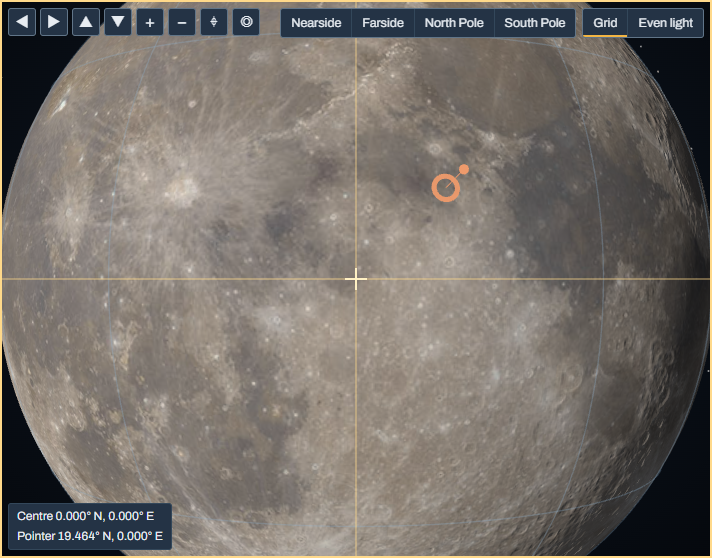 Nearside Farside North Pole South Pole Grid Even light
Centre 0.000° N, 0.000° E
Pointer 19.464° N, 0.000° E